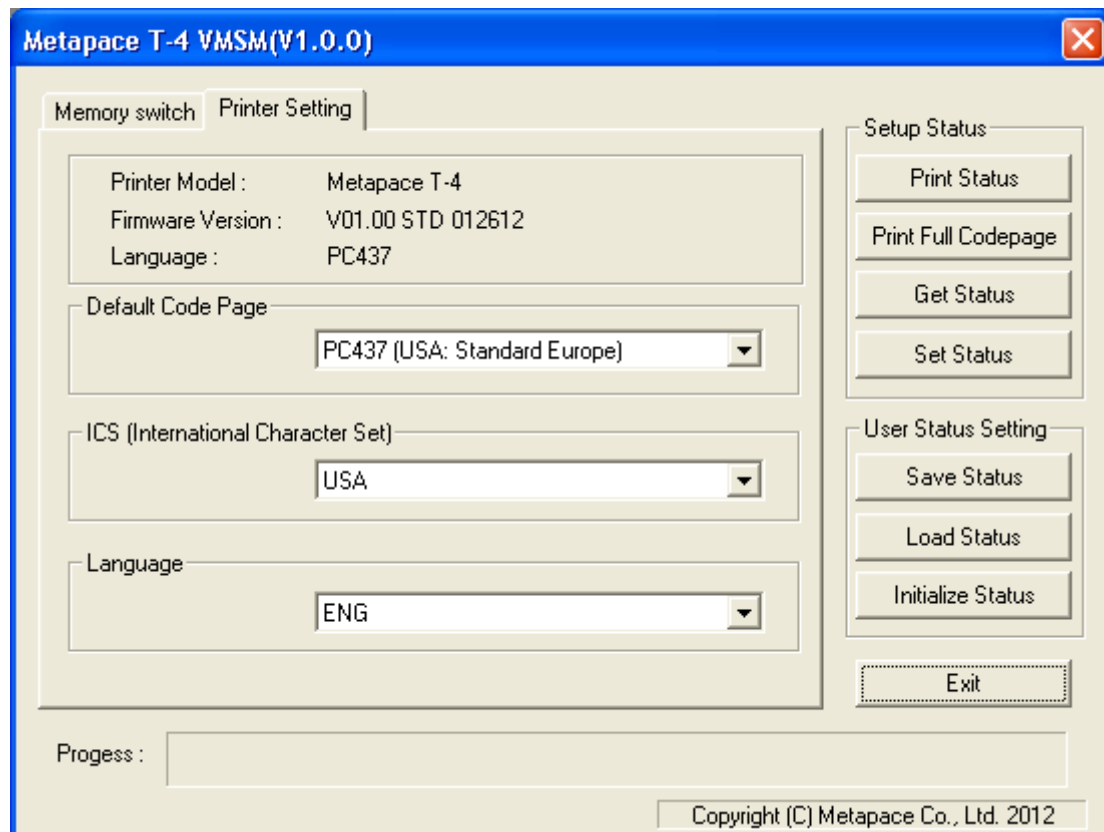 Metapace T-4 VMSM(V1.0.0)
Memory switch
Printer Setting
Printer Model : Metapace T-4
Firmware Version : V01.00 STD 012612
Language : PC437
Default Code Page
PC437 (USA: Standard Europe)
ICS (International Character Set)
USA
Language
ENG
Setup Status
Print Status
Print Full Codepage
Get Status
Set Status
User Status Setting
Save Status
Load Status
Initialize Status
Exit
Progess :
Copyright (C) Metapace Co., Ltd. 2012